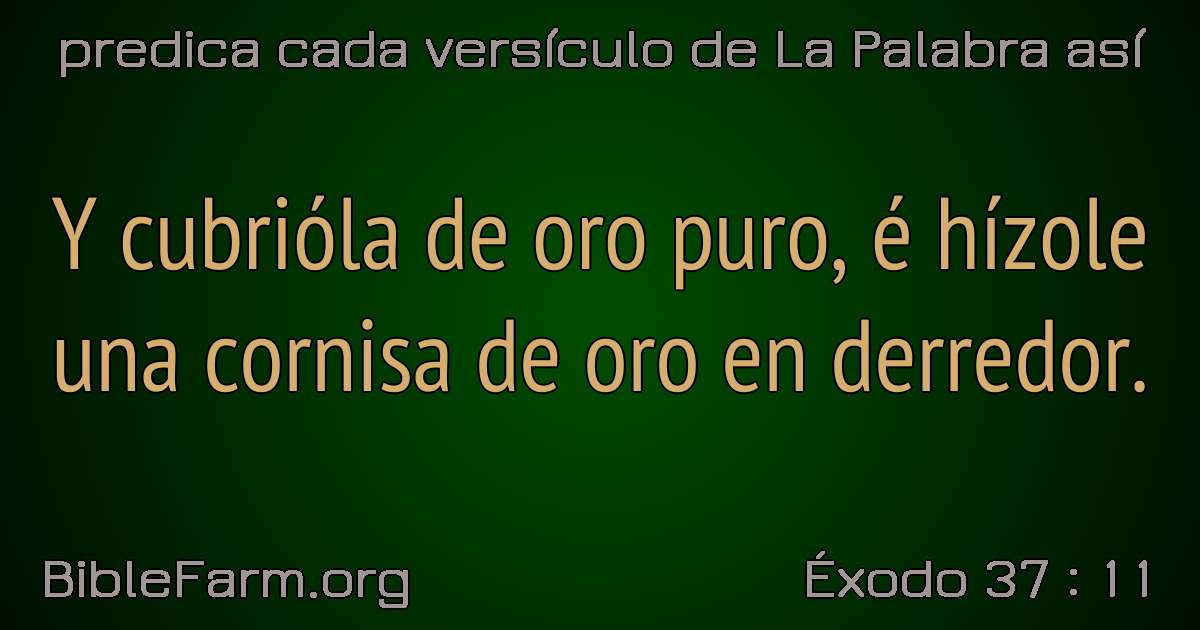 predica cada versículo de La Palabra así
Y cubrióla de oro puro, é hízole
una cornisa de oro en derredor.
BibleFarm.org
Éxodo 37 : 11